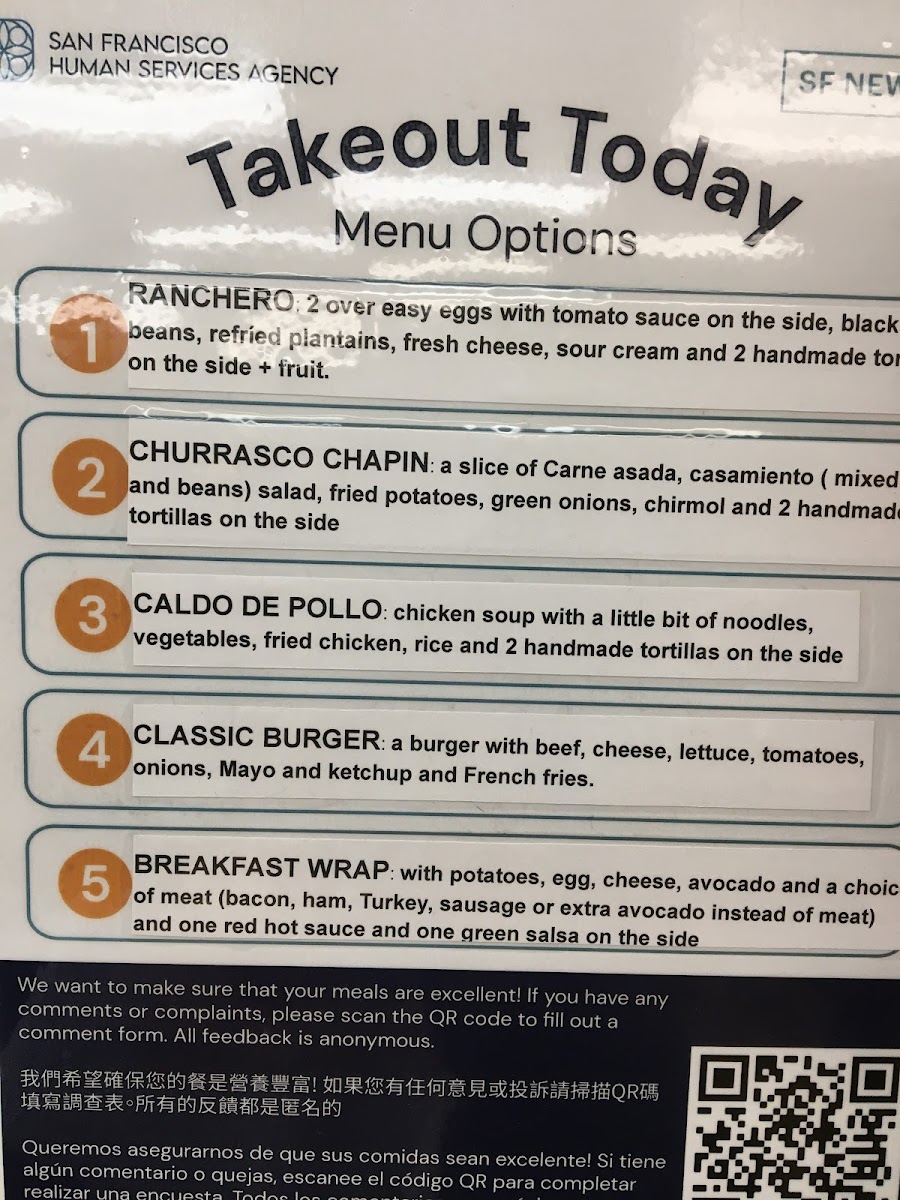 SAN FRANCISCO
HUMAN SERVICES AGENCY
SF NEW
Takeout Today
Menu Options
1
RANCHERO: 2 over easy eggs with tomato sauce on the side, black
beans, refried plantains, fresh cheese, sour cream and 2 handmade tor
on the side + fruit.
2
CHURRASCO CHAPIN: a slice of Carne asada, casamiento ( mixed
and beans) salad, fried potatoes, green onions, chirmol and 2 handmade
tortillas on the side
3
CALDO DE POLLO: chicken soup with a little bit of noodles,
vegetables, fried chicken, rice and 2 handmade tortillas on the side
4
CLASSIC BURGER: a burger with beef, cheese, lettuce, tomatoes,
onions, Mayo and ketchup and French fries.
5
BREAKFAST WRAP: with potatoes, egg, cheese, avocado and a choic
of meat (bacon, ham, Turkey, sausage or extra avocado instead of meat)
and one red hot sauce and one green salsa on the side
We want to make sure that your meals are excellent! If you have any
comments or complaints, please scan the QR code to fill out a
comment form. All feedback is anonymous.
我們希望確保您的餐是營養豐富! 如果您有任何意見或投訴請掃描QR碼
填寫調查表。所有的反饋都是匿名的
Queremos asegurarnos de que sus comidas sean excelente! Si tiene
algún comentario o quejas, escanee el código QR para completar
realizar una encuesta. Todos los